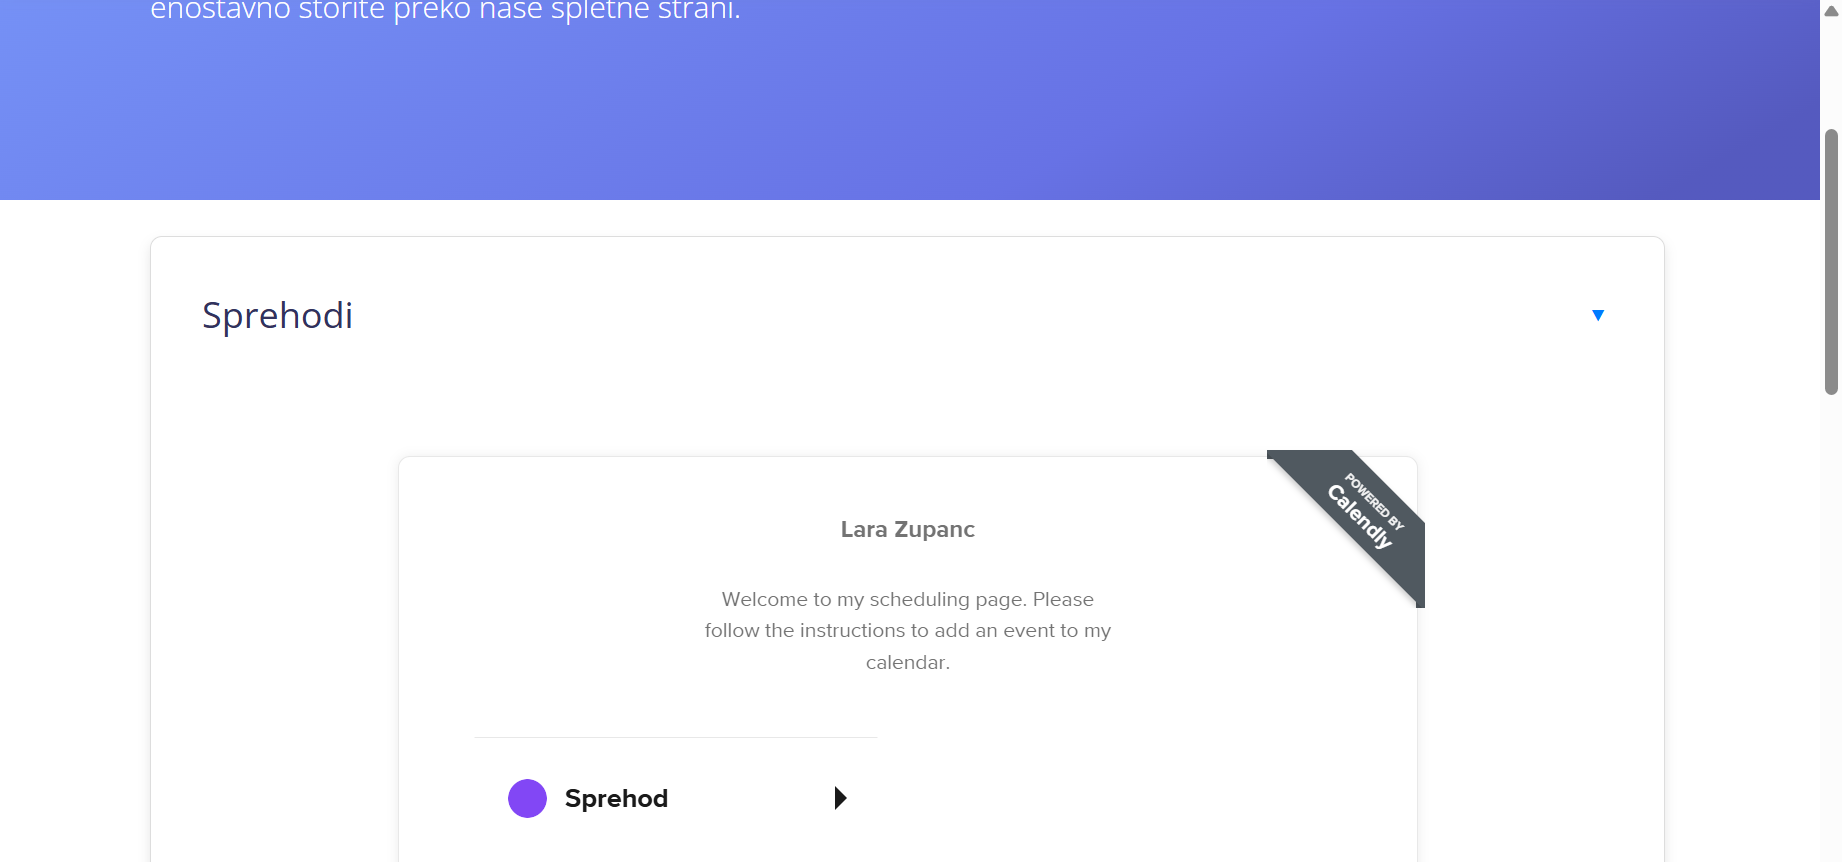 enostavno storite preko naše spletne strani.
Sprehodi
POWERED BY
Calendly
Lara Zupanc
Welcome to my scheduling page. Please
follow the instructions to add an event to my
calendar.
Sprehod